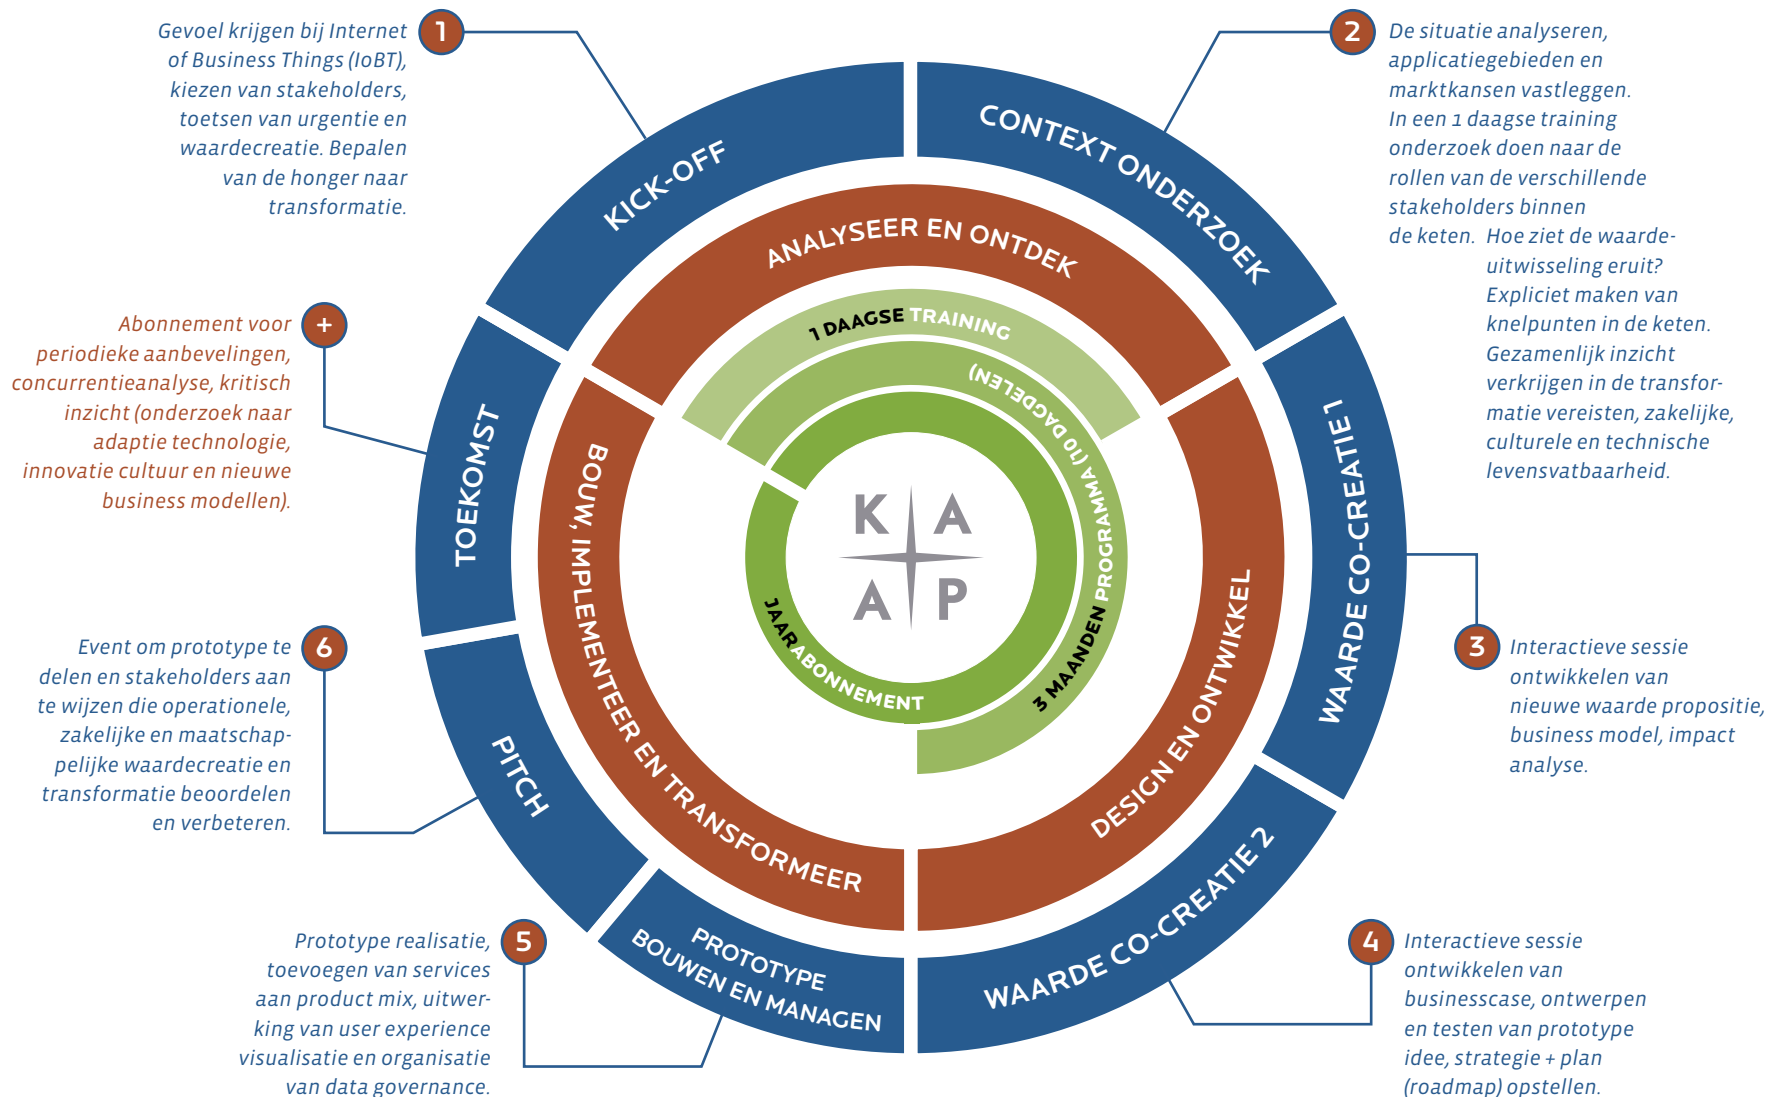 1
Gevoel krijgen bij Internet
of Business Things (IoBT),
kiezen van stakeholders,
toetsen van urgentie en
waardecreatie. Bepalen
van de honger naar
transformatie.
2
De situatie analyseren,
applicatiegebieden en
marktkansen vastleggen.
In een 1 daagse training
onderzoek doen naar de
rollen van de verschillende
stakeholders binnen
de keten. Hoe ziet de waarde-
uitwisseling eruit?
Expliciet maken van
knelpunten in de keten.
Gezamenlijk inzicht
verkrijgen in de transfor-
matie vereisten, zakelijke,
culturele en technische
levensvatbaarheid.
3
Interactieve sessie
ontwikkelen van
nieuwe waarde propositie,
business model, impact
analyse.
4
Interactieve sessie
ontwikkelen van
businesscase, ontwerpen
en testen van prototype
idee, strategie + plan
(roadmap) opstellen.
5
Prototype realisatie,
toevoegen van services
aan product mix, uitwer-
king van user experience
visualisatie en organisatie
van data governance.
6
Event om prototype te
delen en stakeholders aan
te wijzen die operationele,
zakelijke en maatschap-
pelijke waardecreatie en
transformatie beoordelen
en verbeteren.
+
Abonnement voor
periodieke aanbevelingen,
concurrentieanalyse, kritisch
inzicht (onderzoek naar
adaptie technologie,
innovatie cultuur en nieuwe
business modellen).
KICK-OFF
CONTEXT ONDERZOEK
WAARDE CO-CREATIE 1
WAARDE CO-CREATIE 2
PROTOTYPE
BOUWEN EN MANAGEN
PITCH
TOEKOMST
ANALYSEER EN ONTDEK
DESIGN EN ONTWIKKEL
BOUW, IMPLEMENTEER EN TRANSFORMEER
1 DAAGSE TRAINING
3 MAANDEN PROGRAMMA (10 DAGDELEN)
JAARABONNEMENT
K A
A P